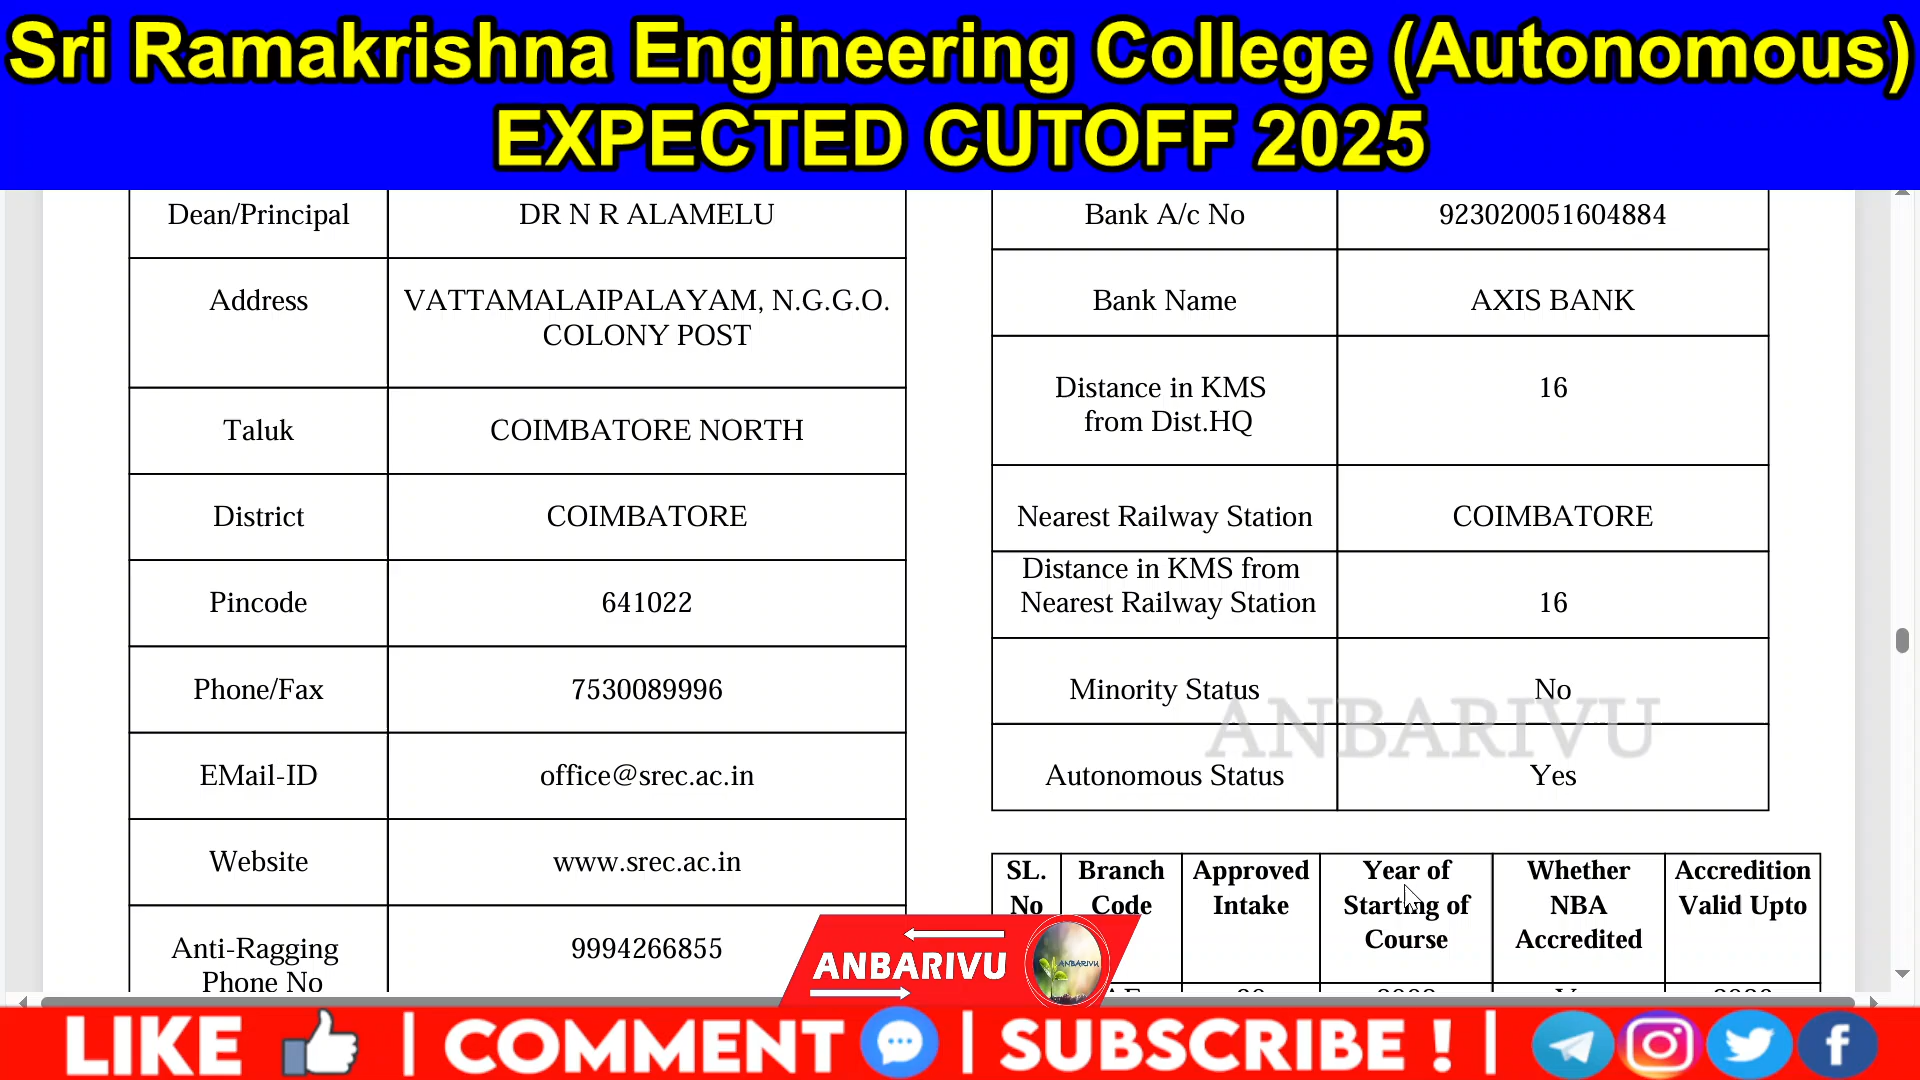 Sri Ramakrishna Engineering College (Autonomous)
EXPECTED CUTOFF 2025
Dean/Principal DR N R ALAMELU
Address VATTAMALAIPALAYAM, N.G.G.O.
COLONY POST
Taluk COIMBATORE NORTH
District COIMBATORE
Pincode 641022
Phone/Fax 7530089996
EMail-ID office@srec.ac.in
Website www.srec.ac.in
Anti-Ragging 9994266855
Phone No
Bank A/c No 923020051604884
Bank Name AXIS BANK
Distance in KMS 16
from Dist.HQ
Nearest Railway Station COIMBATORE
Distance in KMS from
Nearest Railway Station 16
Minority Status No
ANBARIVU
Autonomous Status Yes
SL. Branch Approved Year of Whether Accredition
No Code Intake Starting of NBA Valid Upto
Course Accredited
ANBARIVU
ANBARIVU
LIKE | COMMENT | SUBSCRIBE ! |